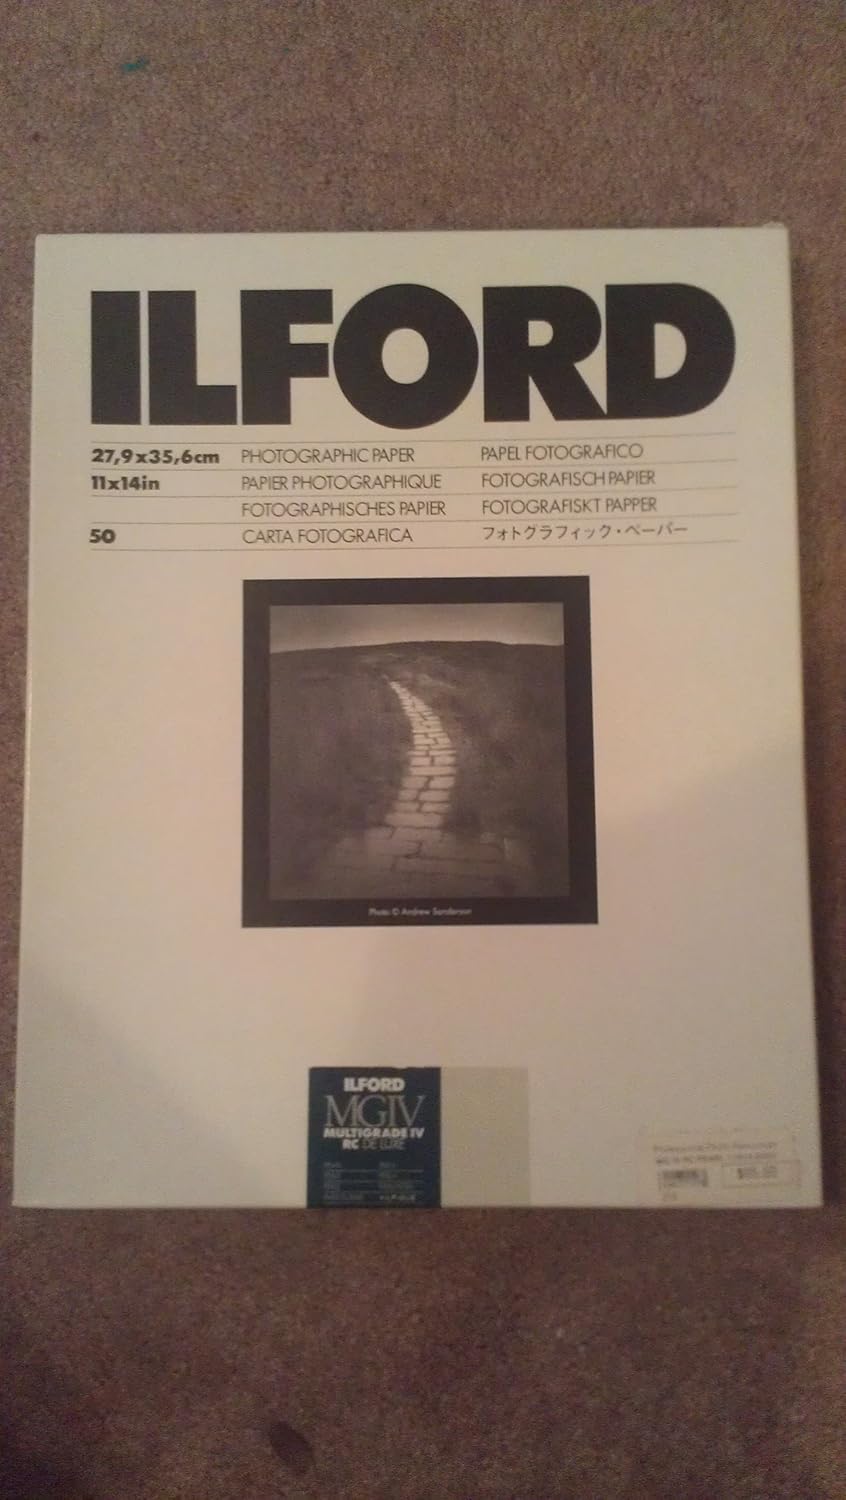 ILFORD
27,9x35,6cm PHOTOGRAPHIC PAPER PAPEL FOTOGRAFICO
11x14in PAPIER PHOTOGRAPHIQUE FOTOGRAFISCH PAPIER
FOTOGRAPHISCHES PAPIER FOTOGRAFISKT PAPPER
50 CARTA FOTOGRAFICA フォトグラフィック・ペーパー
Photo © Andrew Sanderson
ILFORD
MGIV
MULTIGRADE IV
RC DE LUXE